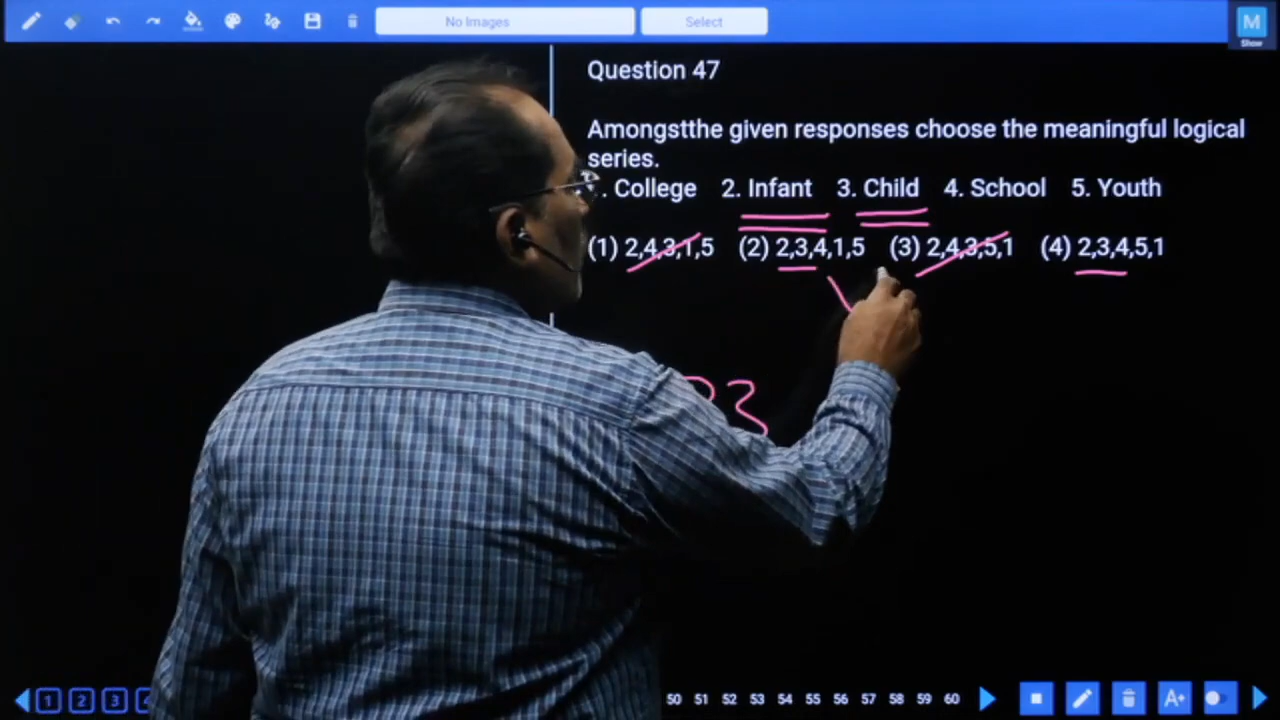 No Images
Select
M
Show
Question 47
Amongstthe given responses choose the meaningful logical
series.
. College 2. Infant 3. Child 4. School 5. Youth
(1) 2,4,3,1,5 (2) 2,3,4,1,5 (3) 2,4,3,5,1 (4) 2,3,4,5,1
3
1 2 3 50 51 52 53 54 55 56 57 58 59 60
A+